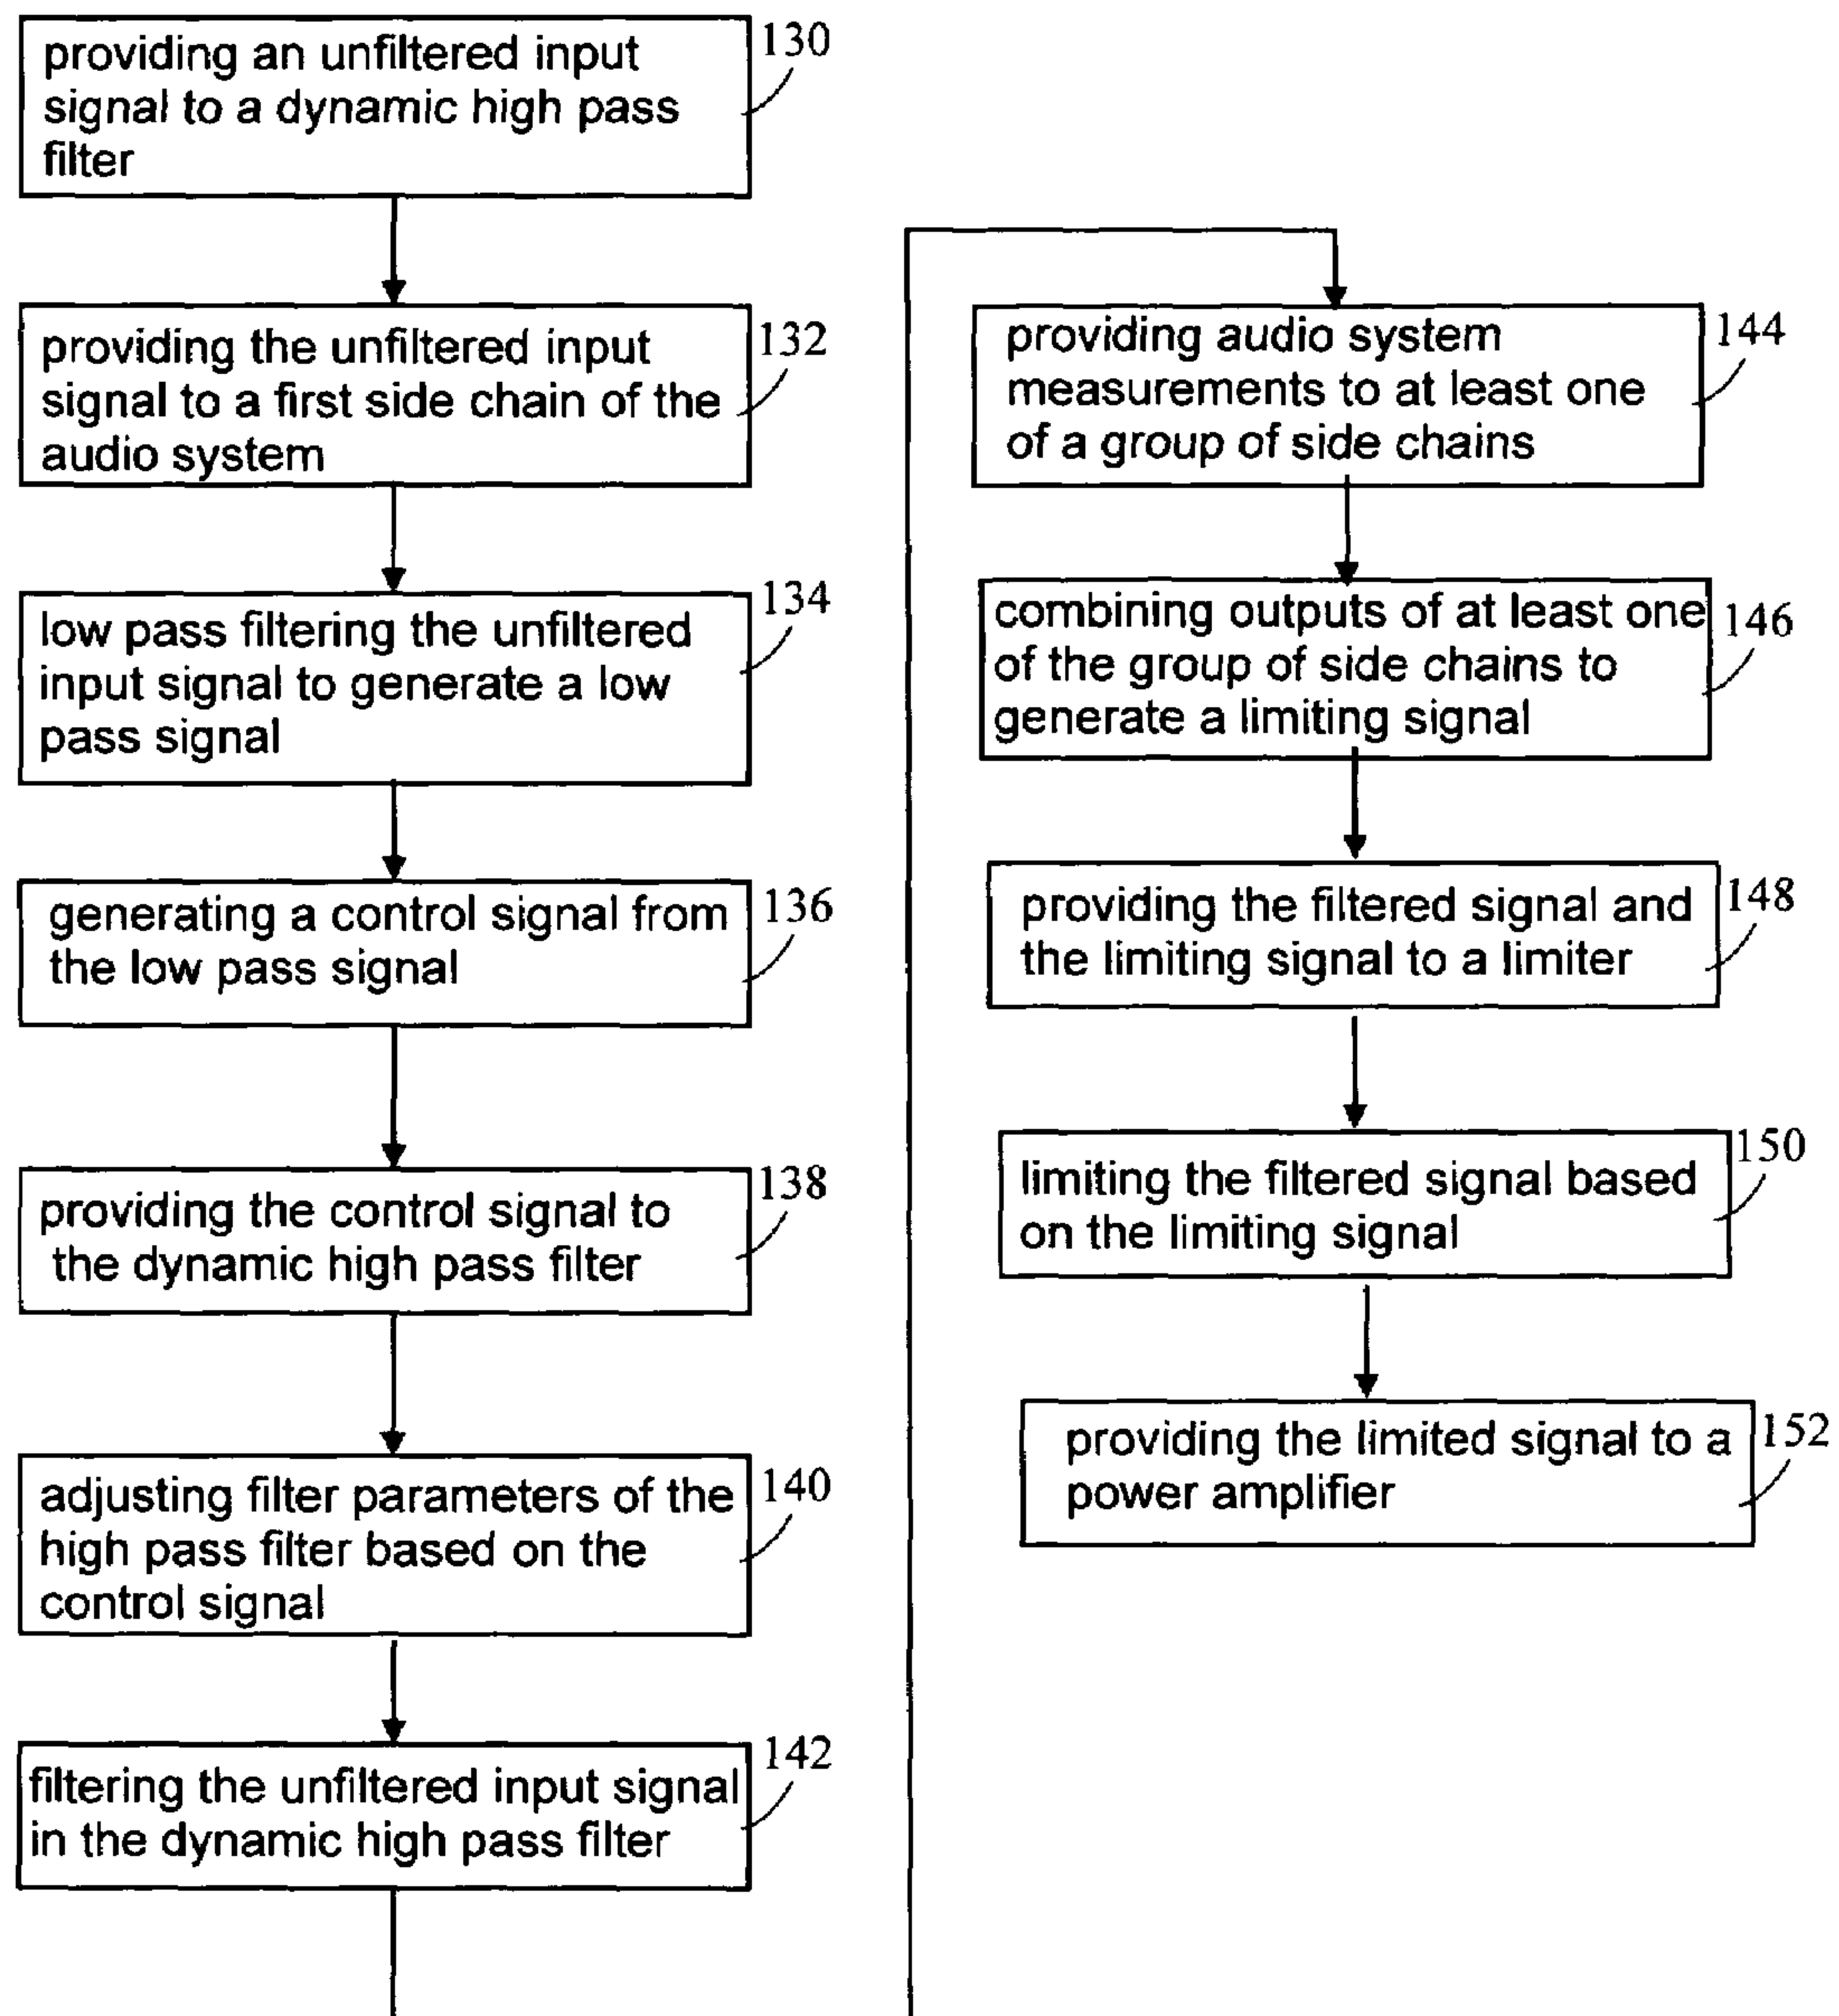 providing an unfiltered input
signal to a dynamic high pass
filter
130
providing the unfiltered input
signal to a first side chain of the
audio system
132
low pass filtering the unfiltered
input signal to generate a low
pass signal
134
generating a control signal from
the low pass signal
136
providing the control signal to
the dynamic high pass filter
138
adjusting filter parameters of the
high pass filter based on the
control signal
140
filtering the unfiltered input signal
in the dynamic high pass filter
142
providing audio system
measurements to at least one
of a group of side chains
144
combining outputs of at least one
of the group of side chains to
generate a limiting signal
146
providing the filtered signal and
the limiting signal to a limiter
148
limiting the filtered signal based
on the limiting signal
150
providing the limited signal to a
power amplifier
152